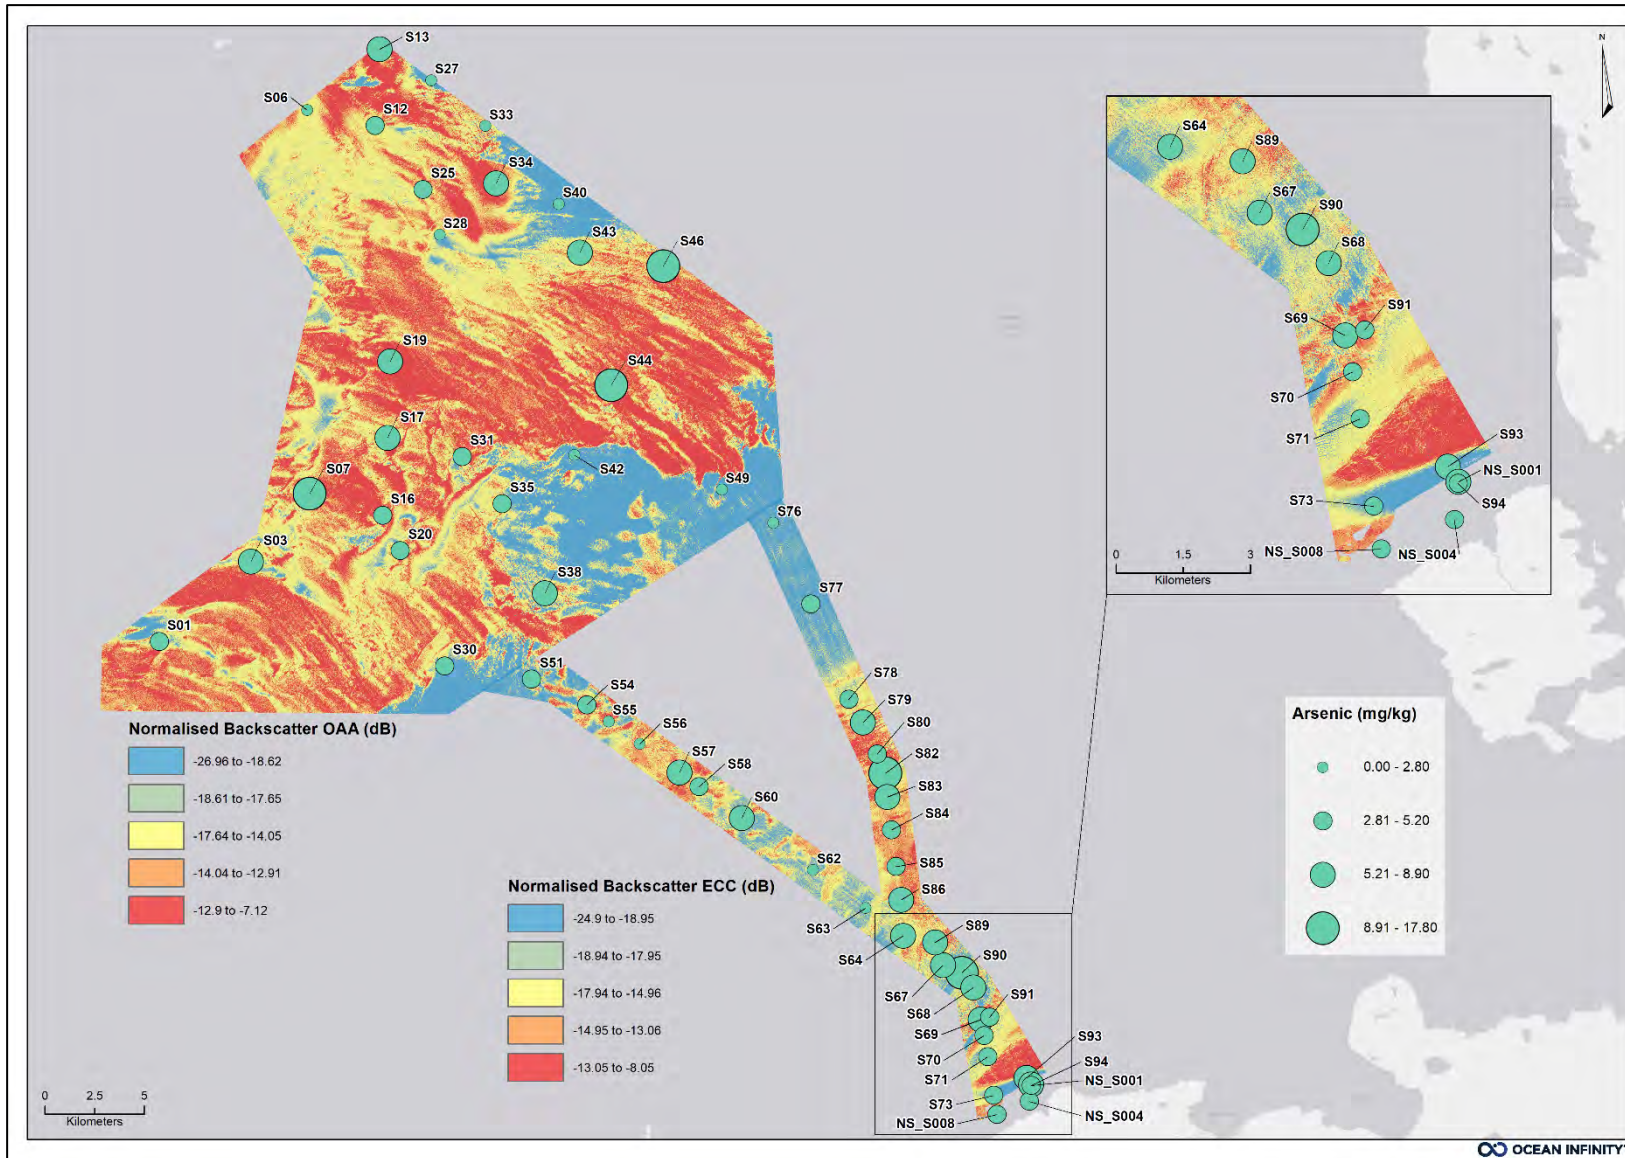 N
S13
S27
S06
S12
S33
S34
S25
S40
S28
S43
S46
S19
S44
S17
S31
S42
S07
S49
S35
S16
S76
S20
S03
S38
S77
S01
S30
S51
S54
S55
S56
S57
S58
S60
S62
S63
S64
S78
S79
S80
S82
S83
S84
S85
S86
S89
S90
S67
S68
S91
S69
S70
S71
S93
S94
NS_S001
S73
NS_S004
NS_S008
S64
S89
S67
S90
S68
S91
S69
S70
S71
S93
NS_S001
S73
S94
NS_S008
NS_S004
0 1.5 3
Kilometers
Normalised Backscatter OAA (dB)
-26.96 to -18.62
-18.61 to -17.65
-17.64 to -14.05
-14.04 to -12.91
-12.9 to -7.12
Normalised Backscatter ECC (dB)
-24.9 to -18.95
-18.94 to -17.95
-17.94 to -14.96
-14.95 to -13.06
-13.05 to -8.05
Arsenic (mg/kg)
0.00 - 2.80
2.81 - 5.20
5.21 - 8.90
8.91 - 17.80
0 2.5 5
Kilometers
OCEAN INFINITY